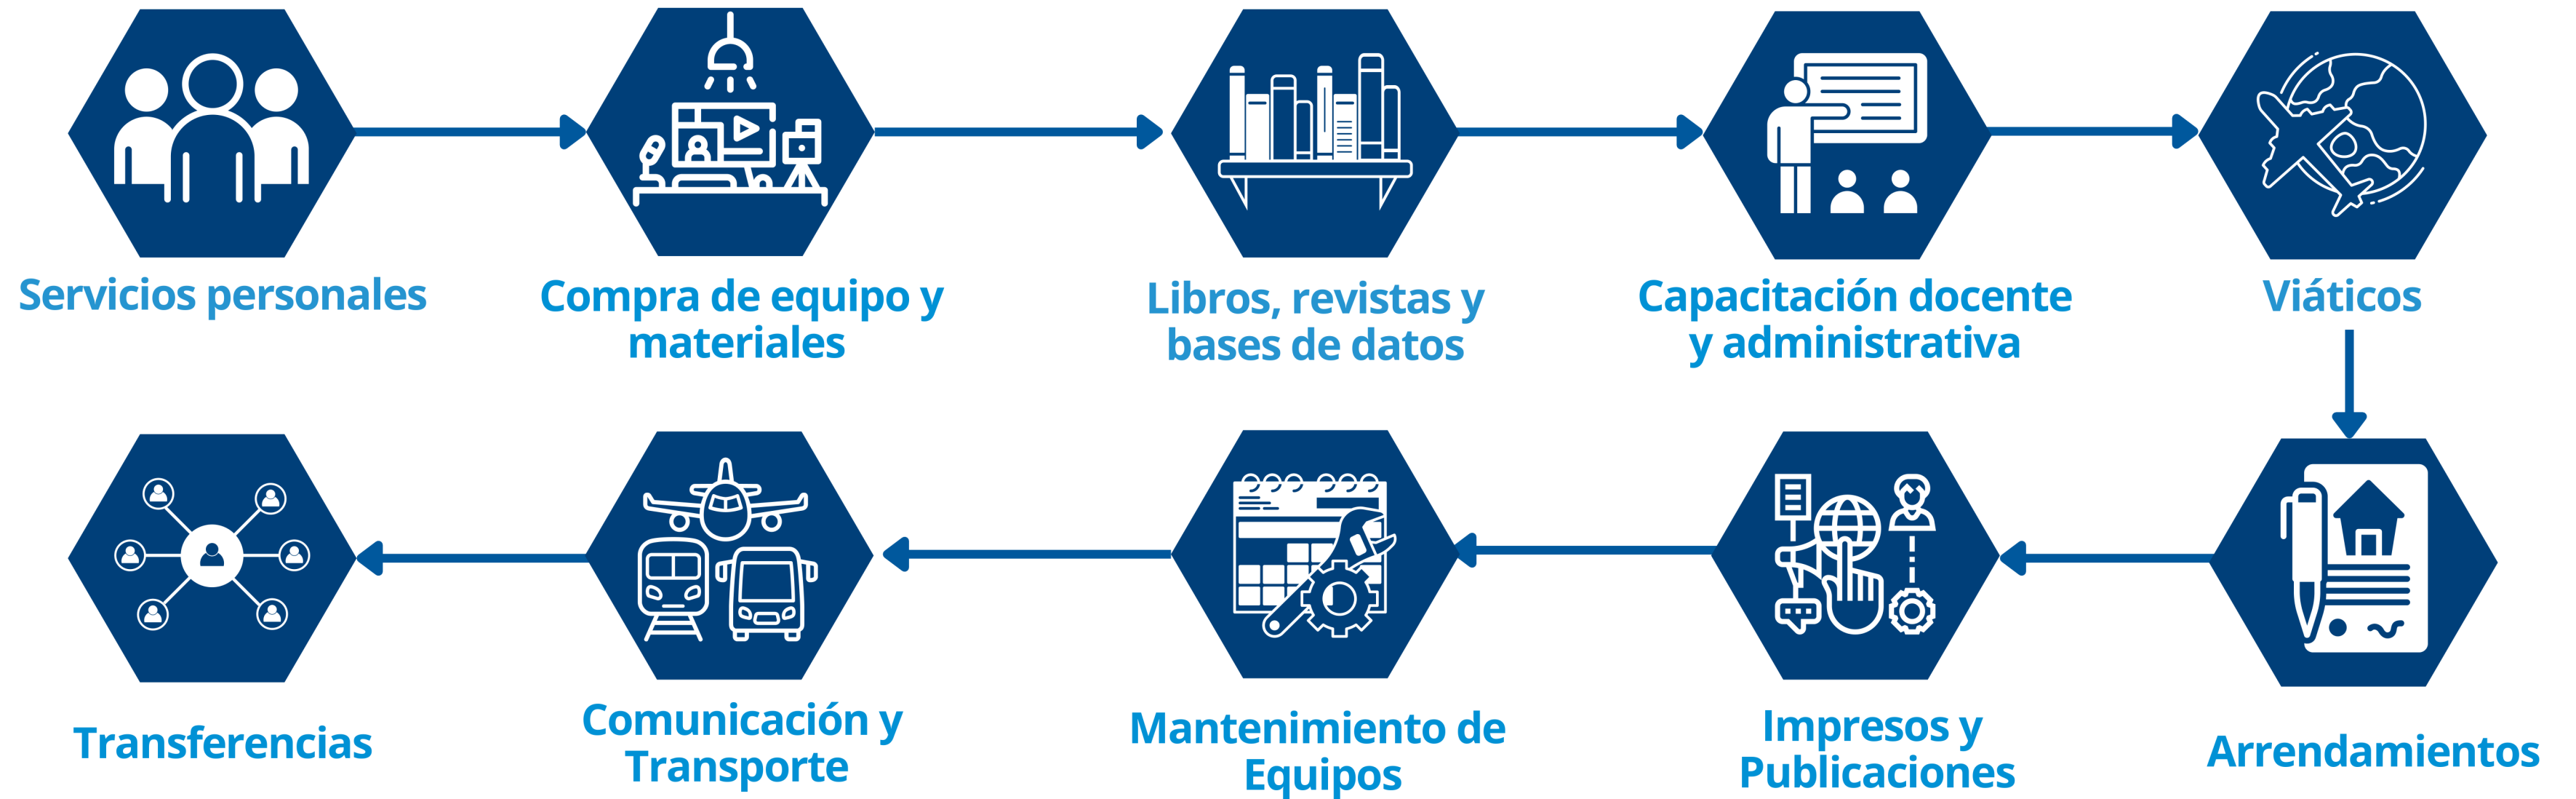 Servicios personales
Compra de equipo y
materiales
Libros, revistas y
bases de datos
Capacitación docente
y administrativa
Viáticos
Arrendamientos
Impresos y
Publicaciones
Mantenimiento de
Equipos
Comunicación y
Transporte
Transferencias